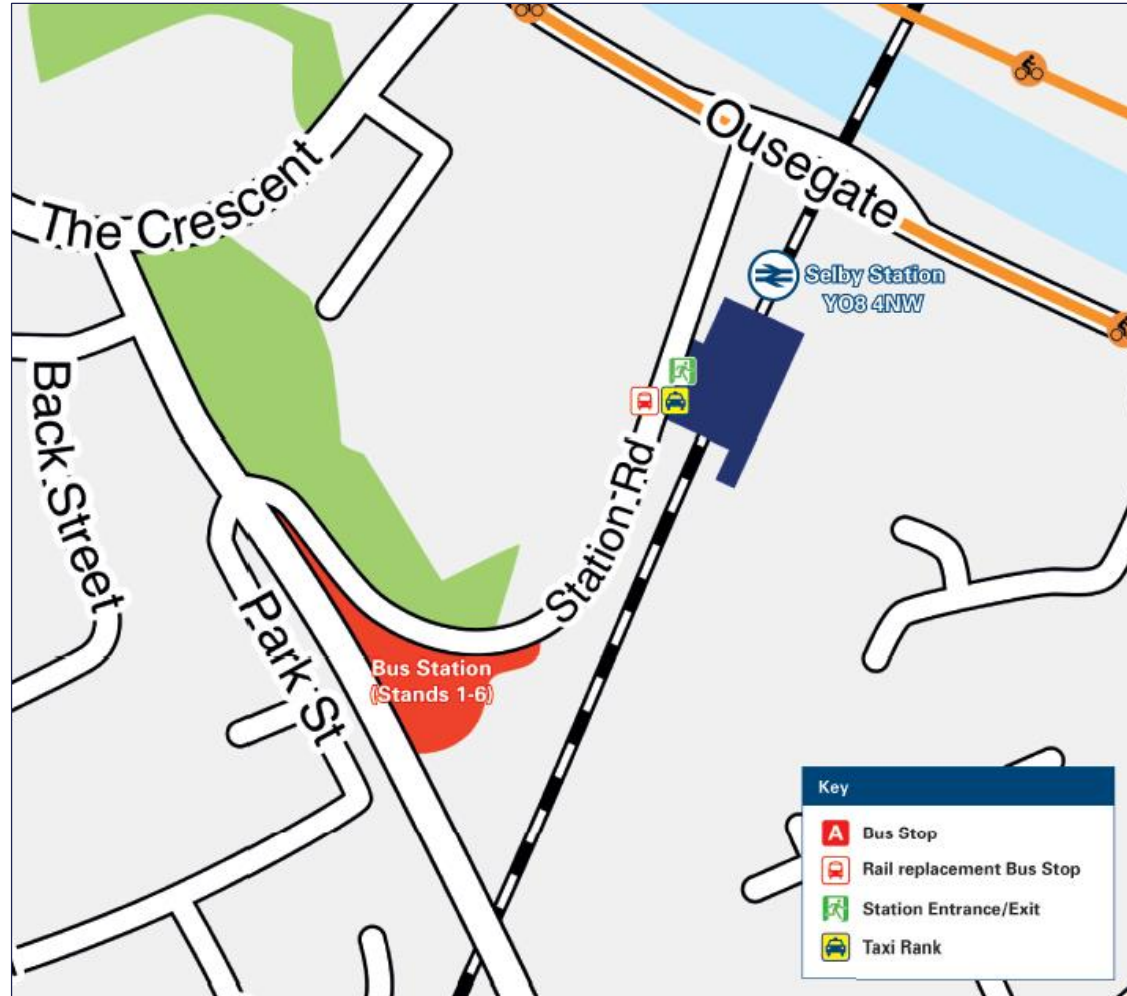 Ousegate
The Crescent
Selby Station
YO8 4NW
Back Street
Station Rd
Park St
Bus Station
(Stands 1-6)
Key
A Bus Stop
Rail replacement Bus Stop
Station Entrance/Exit
Taxi Rank